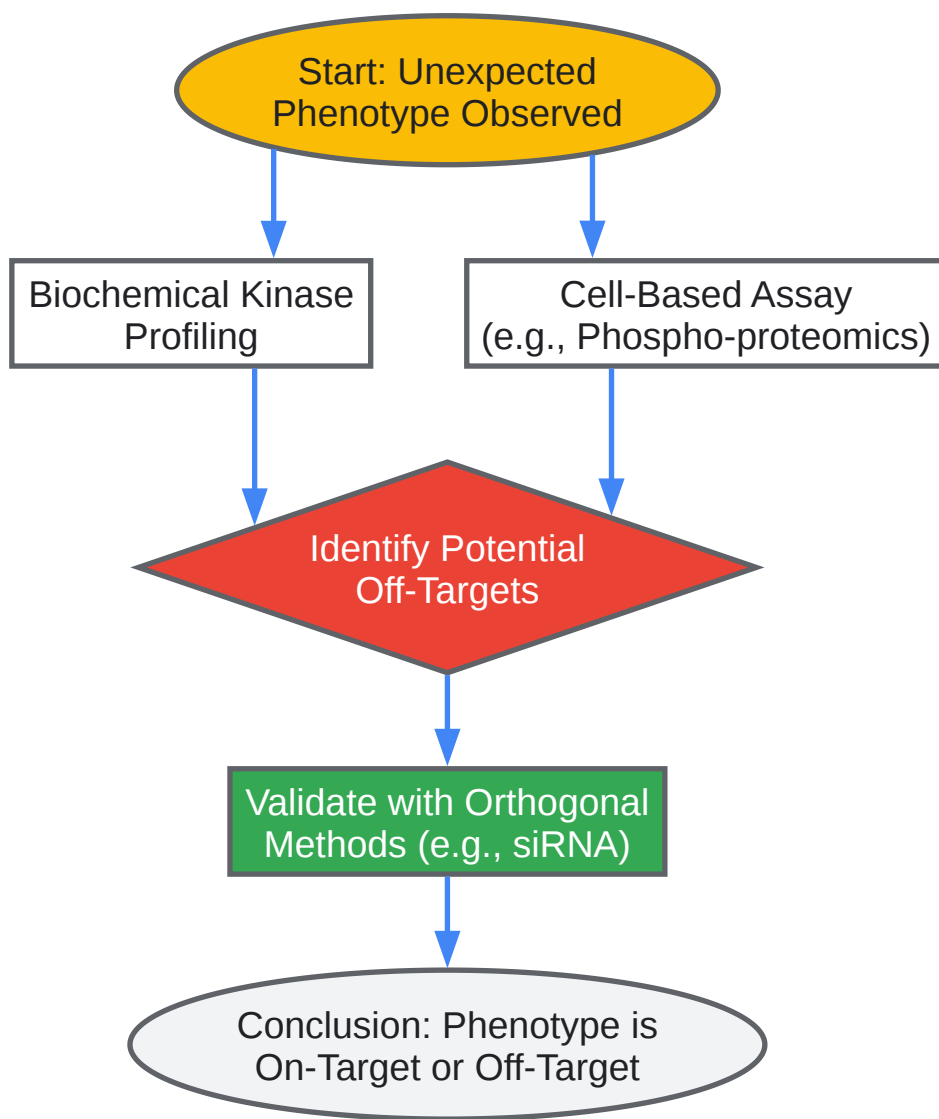 Start: Unexpected
Phenotype Observed
Biochemical Kinase
Profiling
Cell-Based Assay
(e.g., Phospho-proteomics)
Identify Potential
Off-Targets
Validate with Orthogonal
Methods (e.g., siRNA)
Conclusion: Phenotype is
On-Target or Off-Target